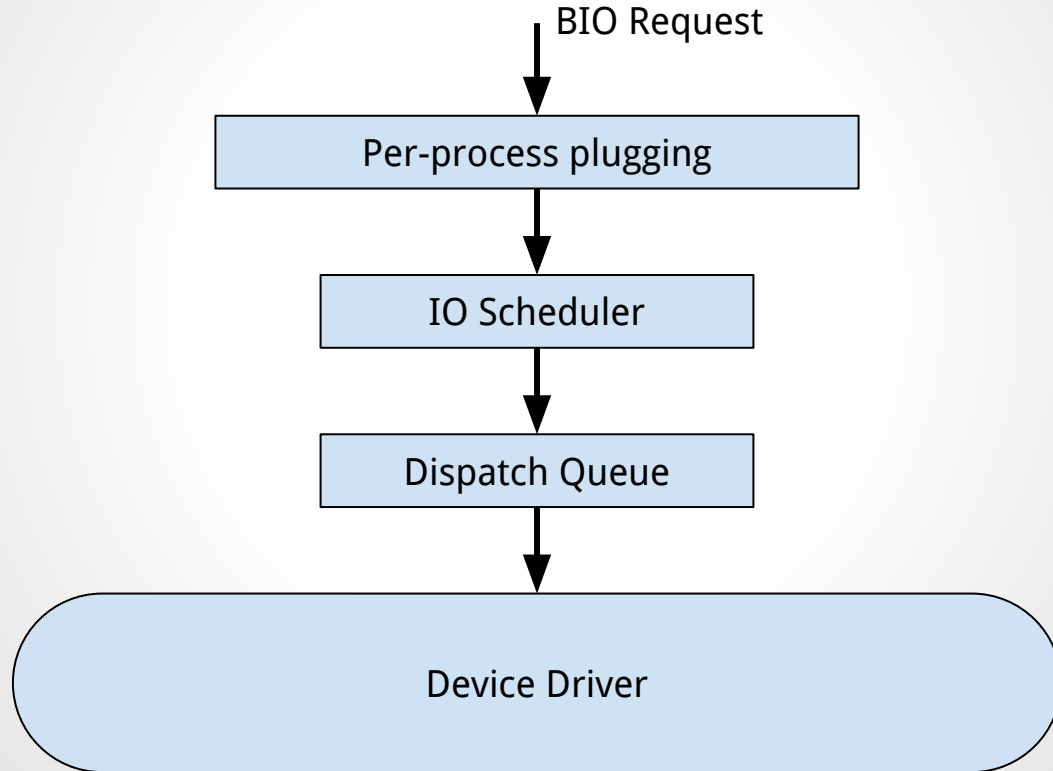 BIO Request
Per-process plugging
IO Scheduler
Dispatch Queue
Device Driver